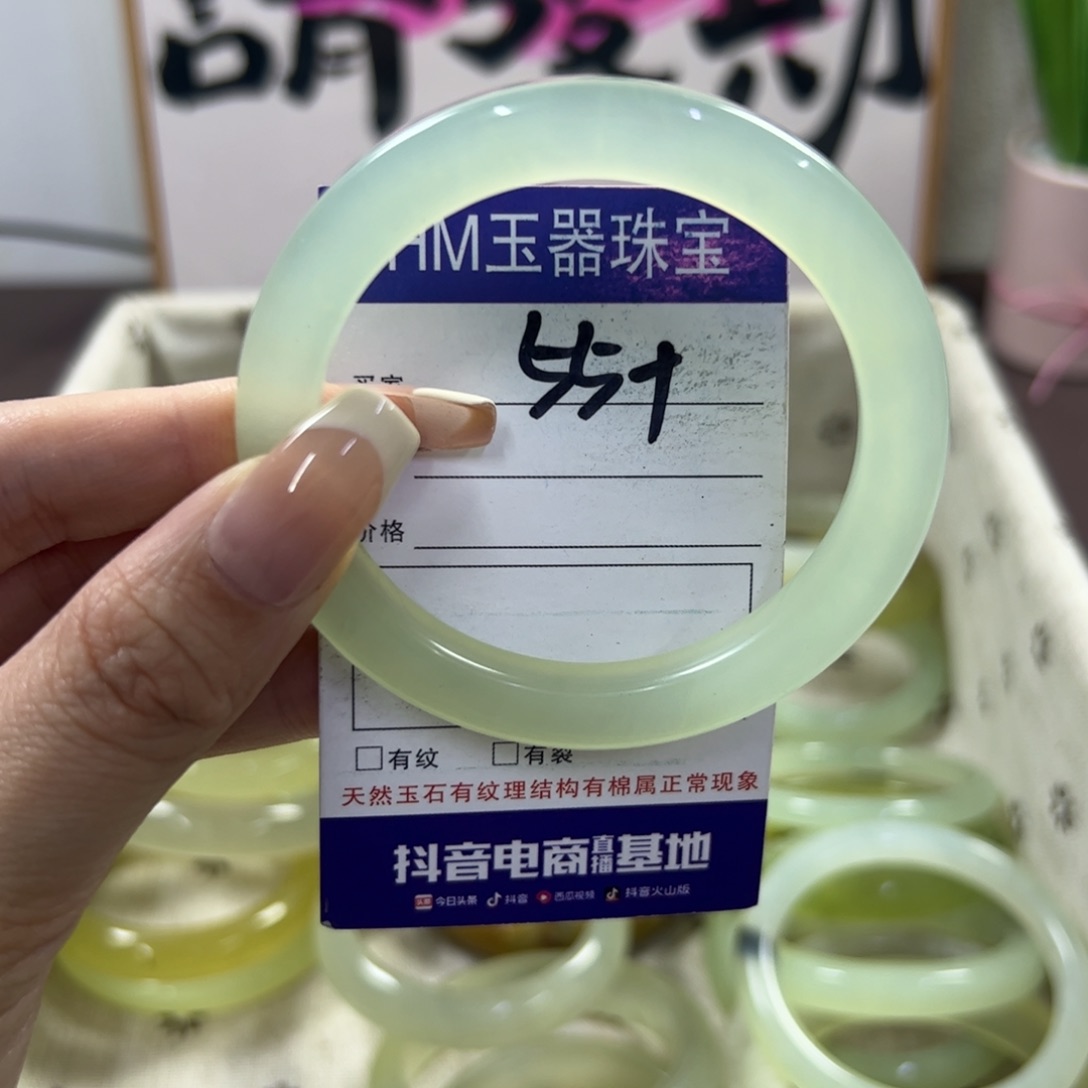 HM玉器珠宝
价格
有纹 有裂
天然玉石有纹理结构有棉属正常现象
抖音电商直播基地
今日头条 抖音 西瓜视频 抖音火山版